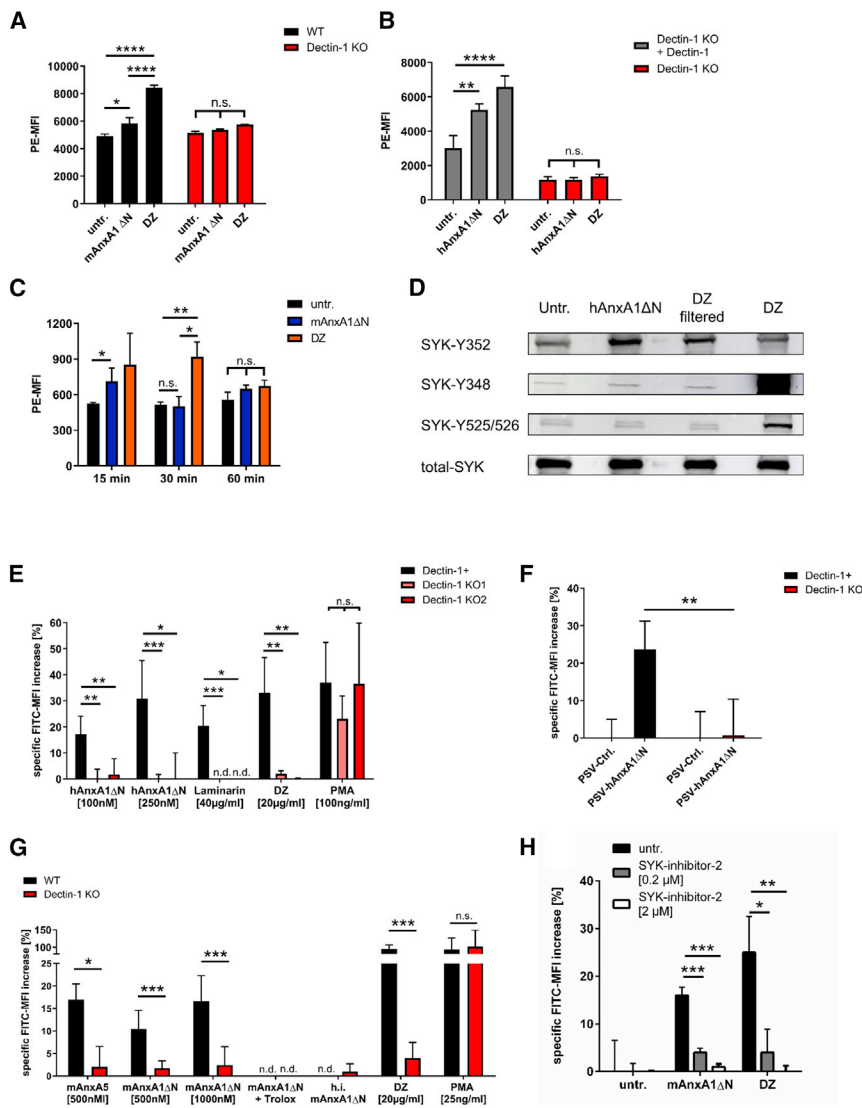 A
WT
Dectin-1 KO
****
****
*
n.s.
PE-MFI
10000
8000
6000
4000
2000
0
untr.
mAnxA1 ΔN
DZ
untr.
mAnxA1 ΔN
DZ
B
Dectin-1 KO
+ Dectin-1
Dectin-1 KO
****
**
n.s.
PE-MFI
8000
6000
4000
2000
0
untr.
hAnxA1ΔN
DZ
untr.
hAnxA1ΔN
DZ
C
untr.
mAnxA1ΔN
DZ
**
*
*
n.s.
n.s.
PE-MFI
1200
900
600
300
0
15 min
30 min
60 min
D
Untr.
hAnxA1ΔN
DZ
filtered
DZ
SYK-Y352
SYK-Y348
SYK-Y525/526
total-SYK
E
Dectin-1+
Dectin-1 KO1
Dectin-1 KO2
specific FITC-MFI increase [%]
60
50
40
30
20
10
0
**
**
*
***
*
***
n.d. n.d.
**
**
n.s.
hAnxA1ΔN
[100nM]
hAnxA1ΔN
[250nM]
Laminarin
[40µg/ml]
DZ
[20µg/ml]
PMA
[100ng/ml]
F
Dectin-1+
Dectin-1 KO
**
specific FITC-MFI increase [%]
40
30
20
10
0
PSV-Ctrl.
PSV-hAnxA1ΔN
PSV-Ctrl.
PSV-hAnxA1ΔN
G
WT
Dectin-1 KO
specific FITC-MFI increase [%]
150
100
50
25
20
15
10
5
0
*
***
***
n.d. n.d.
n.d.
***
n.s.
mAnxA5
[500nMl]
mAnxA1ΔN
[500nM]
mAnxA1ΔN
[1000nM]
mAnxA1ΔN
+ Trolox
h.i.
mAnxA1ΔN
DZ
[20µg/ml]
PMA
[25ng/ml]
H
untr.
SYK-inhibitor-2
[0.2 µM]
SYK-inhibitor-2
[2 µM]
specific FITC-MFI increase [%]
40
30
20
10
0
***
***
**
*
untr.
mAnxA1ΔN
DZ